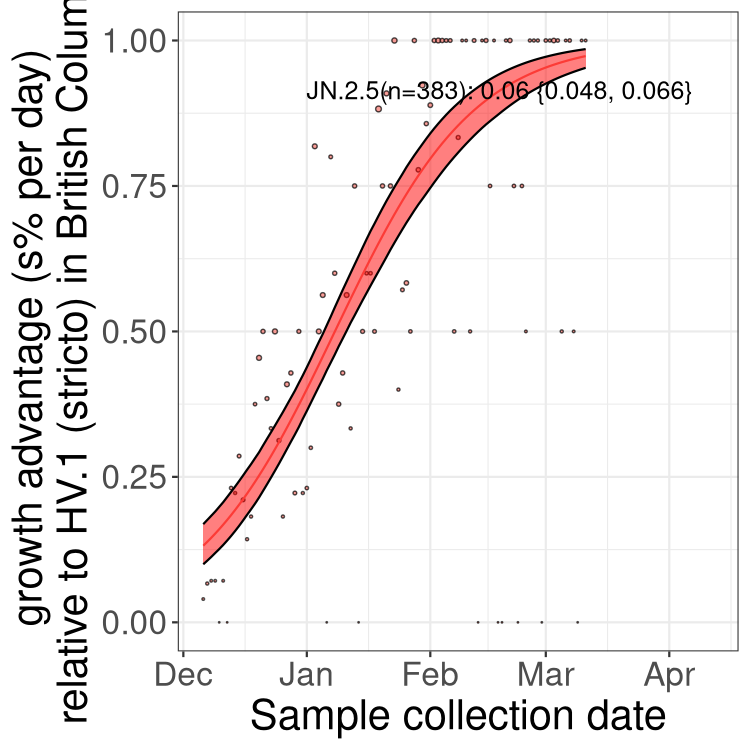 growth advantage (s% per day)
relative to HV.1 (stricto) in British Colum
1.00
0.75
0.50
0.25
0.00
JN.2.5(n=383): 0.06 {0.048, 0.066}
Dec Jan Feb Mar Apr
Sample collection date